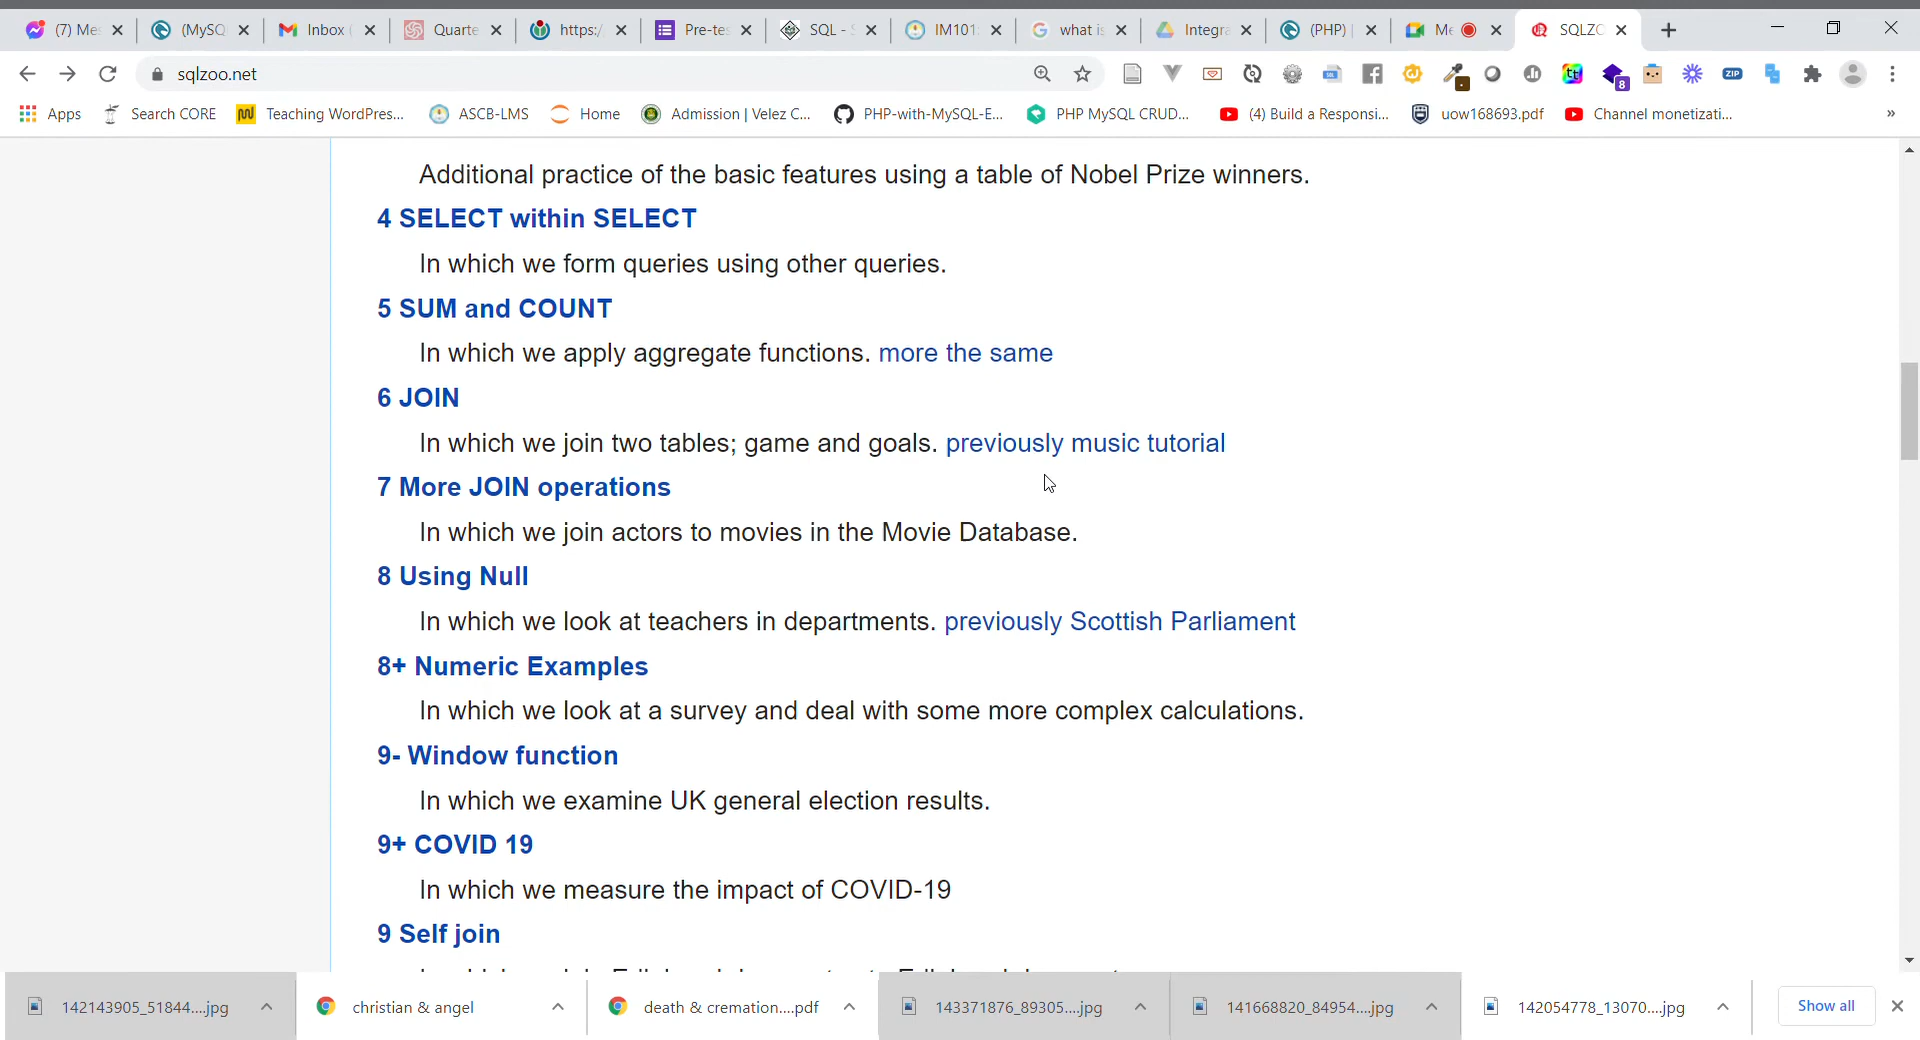 (7) Me
(MySQ
Inbox (
Quarte
https:/
Pre-tes
SQL - S
IM101
what is
Integra
(PHP) |
Me
SQLZO
sqlzoo.net
SQL
tt
8
ZIP
Apps
Search CORE
Teaching WordPres...
ASCB-LMS
Home
Admission | Velez C...
PHP-with-MySQL-E...
PHP MySQL CRUD...
(4) Build a Responsi...
uow168693.pdf
Channel monetizati...
»
Additional practice of the basic features using a table of Nobel Prize winners.
4 SELECT within SELECT
In which we form queries using other queries.
5 SUM and COUNT
In which we apply aggregate functions. more the same
6 JOIN
In which we join two tables; game and goals. previously music tutorial
7 More JOIN operations
In which we join actors to movies in the Movie Database.
8 Using Null
In which we look at teachers in departments. previously Scottish Parliament
8+ Numeric Examples
In which we look at a survey and deal with some more complex calculations.
9- Window function
In which we examine UK general election results.
9+ COVID 19
In which we measure the impact of COVID-19
9 Self join
142143905_51844....jpg
christian & angel
death & cremation....pdf
143371876_89305....jpg
141668820_84954....jpg
142054778_13070....jpg
Show all